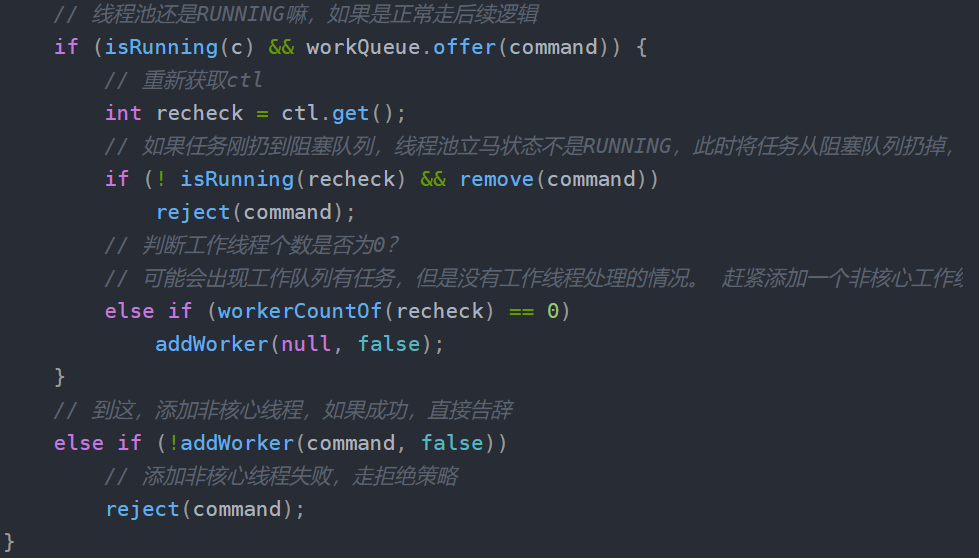 // 线程池还是RUNNING嘛，如果是正常走后续逻辑
if (isRunning(c) && workQueue.offer(command)) {
// 重新获取ctl
int recheck = ctl.get();
// 如果任务刚扔到阻塞队列，线程池立马状态不是RUNNING，此时将任务从阻塞队列扔掉，
if (! isRunning(recheck) && remove(command))
reject(command);
// 判断工作线程个数是否为0？
// 可能会出现工作队列有任务，但是没有工作线程处理的情况。 赶紧添加一个非核心工作
else if (workerCountOf(recheck) == 0)
addWorker(null, false);
}
// 到这，添加非核心线程，如果成功，直接告辞
else if (!addWorker(command, false))
// 添加非核心线程失败，走拒绝策略
reject(command);
}